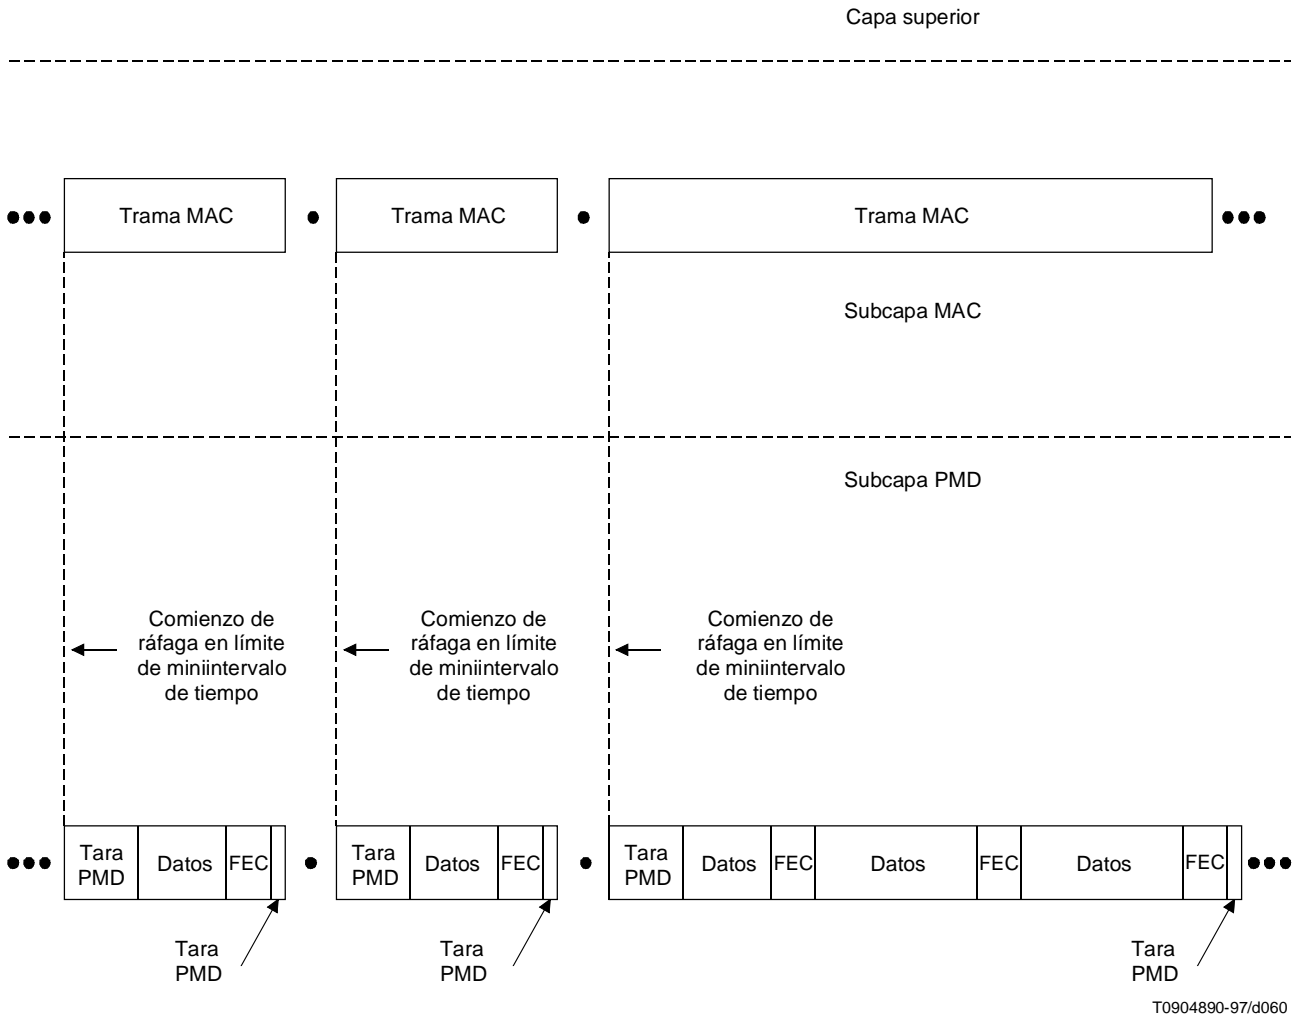 Capa superior
Trama MAC
Trama MAC
Trama MAC
Subcapa MAC
Subcapa PMD
Comienzo de
ráfaga en límite
de miniintervalo
de tiempo
Comienzo de
ráfaga en límite
de miniintervalo
de tiempo
Comienzo de
ráfaga en límite
de miniintervalo
de tiempo
Tara
PMD
Datos
FEC
Tara
PMD
Datos
FEC
Tara
PMD
Datos
FEC
Datos
FEC
Datos
FEC
Tara
PMD
Tara
PMD
Tara
PMD
T0904890-97/d060